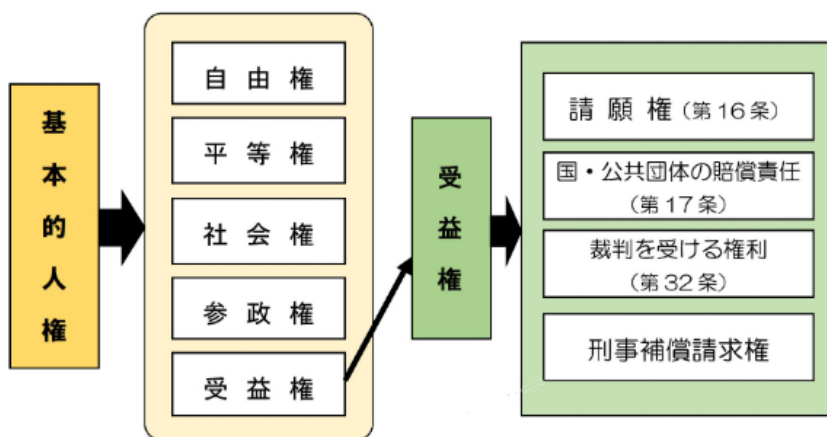 基本的人権
自由権
平等権
社会権
参政権
受益権
受益権
請願権(第16条)
国・公共団体の賠償責任
(第17条)
裁判を受ける権利
(第32条)
刑事補償請求権